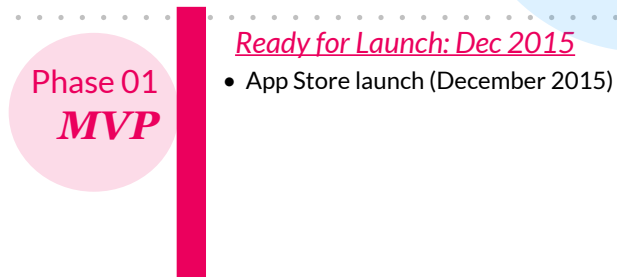 Ready for Launch: Dec 2015
Phase 01
MVP
• App Store launch (December 2015)